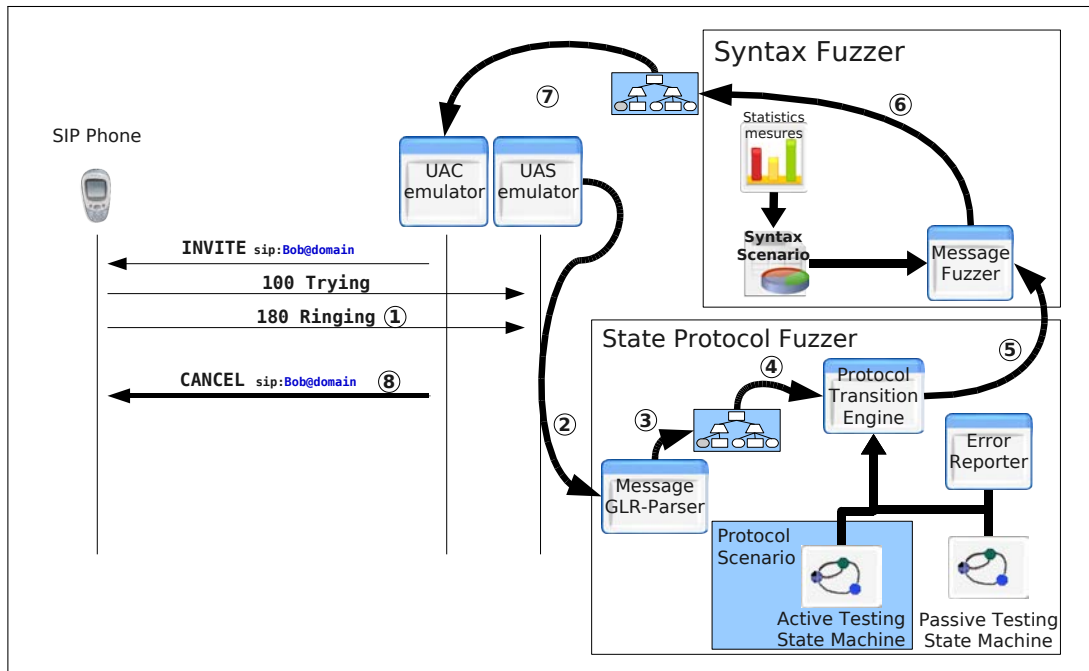 Syntax Fuzzer
⑦
⑥
Statistics
mesures
SIP Phone
UAC
emulator
UAS
emulator
Syntax
Scenario
Message
Fuzzer
INVITE sip:Bob@domain
100 Trying
180 Ringing ①
State Protocol Fuzzer
⑤
④
CANCEL sip:Bob@domain ⑧
Protocol
Transition
Engine
②
③
Error
Reporter
Message
GLR-Parser
Protocol
Scenario
Active Testing
State Machine
Passive Testing
State Machine